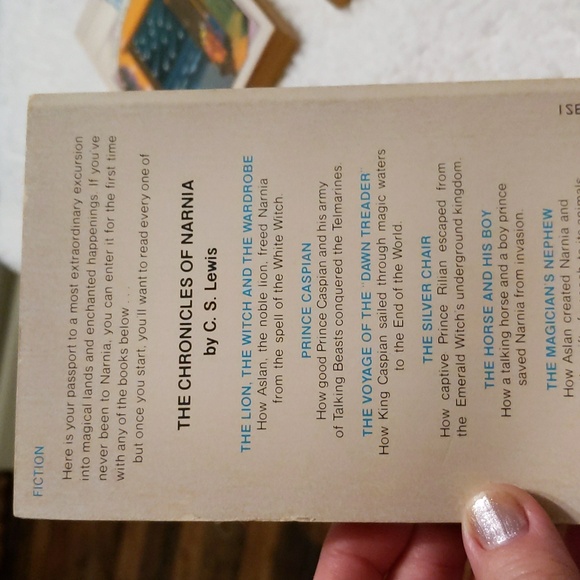 FICTION
Here is your passport to a most extraordinary excursion
into magical lands and enchanted happenings. If you've
never been to Narnia, you can enter it for the first time
with any of the books below . . .
but once you start, you'll want to read every one of
THE CHRONICLES OF NARNIA
by C. S. Lewis
THE LION, THE WITCH AND THE WARDROBE
How Aslan, the noble lion, freed Narnia
from the spell of the White Witch.
PRINCE CASPIAN
How good Prince Caspian and his army
of Talking Beasts conquered the Telmarines
THE VOYAGE OF THE "DAWN TREADER"
How King Caspian sailed through magic waters
to the End of the World.
THE SILVER CHAIR
How captive Prince Rilian escaped from
the Emerald Witch's underground kingdom.
THE HORSE AND HIS BOY
How a talking horse and a boy prince
saved Narnia from invasion.
THE MAGICIAN'S NEPHEW
How Aslan created Narnia and